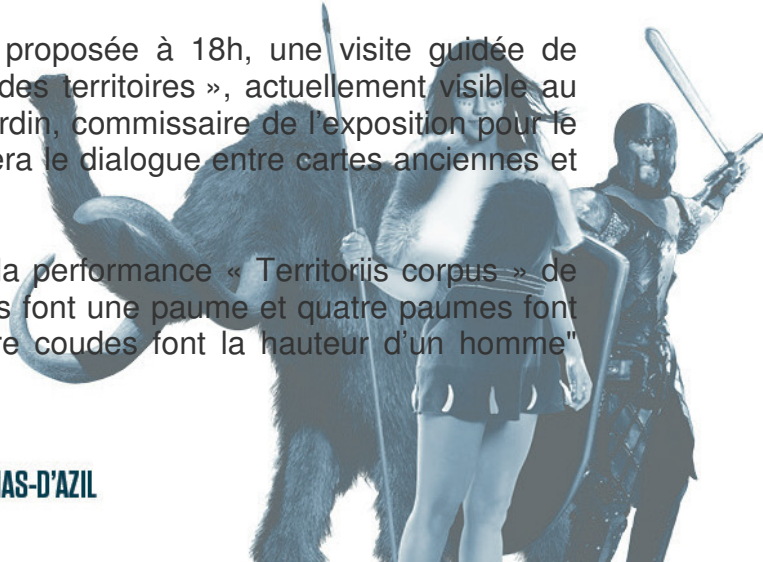 proposée à 18h, une visite guidée de
des territoires », actuellement visible au
rdin, commissaire de l'exposition pour le
era le dialogue entre cartes anciennes et
la performance « Territoriis corpus » de
s font une paume et quatre paumes font
re coudes font la hauteur d'un homme"
MAS-D'AZIL